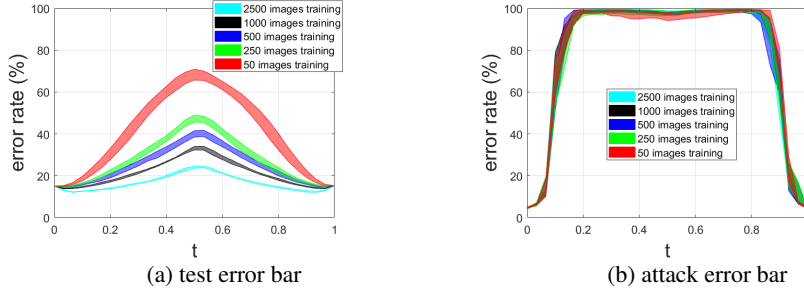 100
80
60
40
20
0
error rate (%)
2500 images training
1000 images training
500 images training
250 images training
50 images training
0 0.2 0.4 0.6 0.8 1
t
(a) test error bar
100
80
60
40
20
0
error rate (%)
2500 images training
1000 images training
500 images training
250 images training
50 images training
0 0.2 0.4 0.6 0.8
t
(b) attack error bar